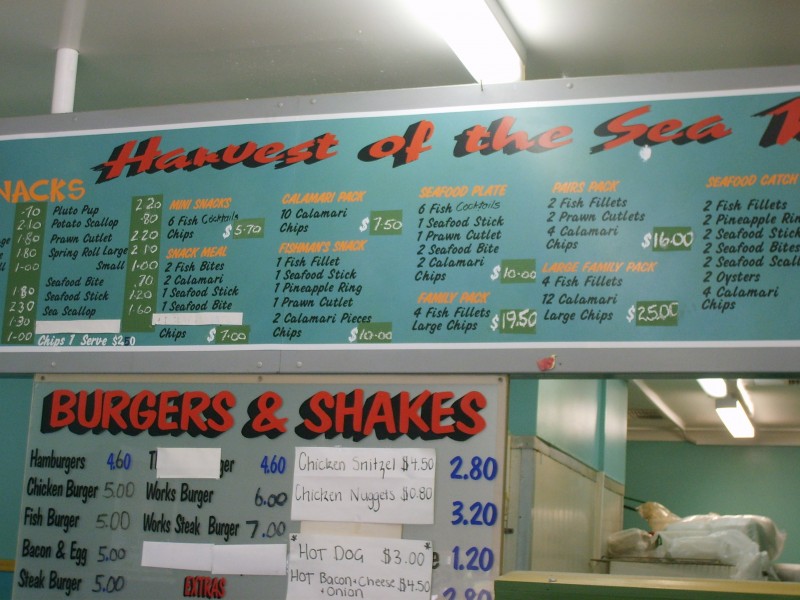 Harvest of the Sea
NACKS
.70 Pluto Pup 2.20
2.10 Potato Scallop .80
1.80 Prawn Cutlet 2.20
1.80 Spring Roll Large 2.10
1.00 Small 1.00
Seafood Bite .70
1.80 Seafood Stick 1.20
2.30 Sea Scallop 1.60
1.30
1.00 Chips 1 Serve
MINI SNACKS
6 Fish Cocktails
Chips $5.70
SNACK MEAL
2 Fish Bites
2 Calamari
1 Seafood Stick
1 Seafood Bite
Chips $7.00
CALAMARI PACK
10 Calamari
Chips $7.50
FISHMAN'S SNACK
1 Fish Fillet
1 Seafood Stick
1 Pineapple Ring
1 Prawn Cutlet
2 Calamari Pieces
Chips $10.00
SEAFOOD PLATE
6 Fish Cocktails
1 Seafood Stick
1 Prawn Cutlet
2 Seafood Bite
2 Calamari
Chips $10.00
FAMILY PACK
4 Fish Fillets
Large Chips $19.50
PAIRS PACK
2 Fish Fillets
2 Prawn Cutlets
4 Calamari
Chips $16.00
LARGE FAMILY PACK
4 Fish Fillets
12 Calamari
Large Chips $25.00
SEAFOOD CATCH
2 Fish Fillets
2 Pineapple Ring
2 Seafood Stick
2 Seafood Bites
2 Seafood Scall
2 Oysters
4 Calamari
Chips
BURGERS & SHAKES
Hamburgers 4.60
Chicken Burger 5.00
Fish Burger 5.00
Bacon & Egg 5.00
Steak Burger 5.00
ger 4.60
Works Burger 6.00
Works Steak Burger 7.00
EXTRAS
Chicken Snitzel $4.50
Chicken Nuggets $0.80
HOT DOG $3.00
HOT Bacon+Cheese $4.50
+Onion
2.80
3.20
1.20
2.80